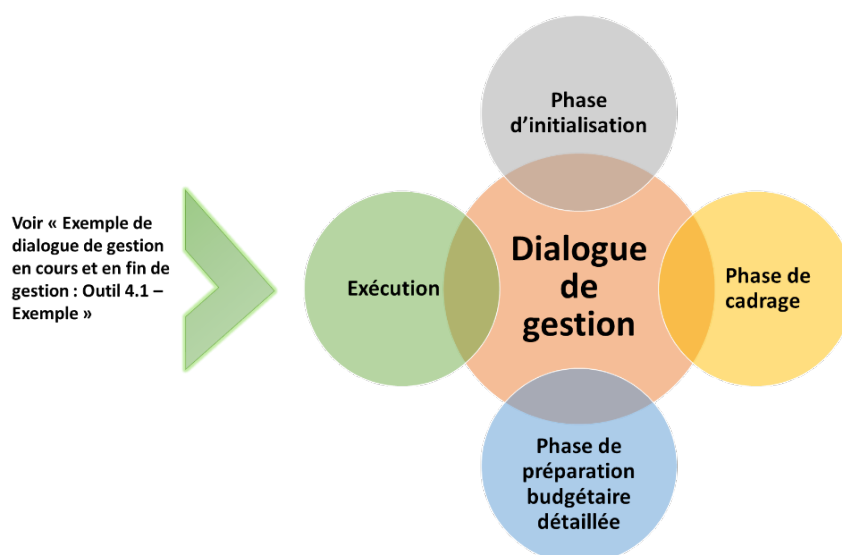 Phase
d'initialisation
Voir « Exemple de
dialogue de gestion
en cours et en fin de
gestion : Outil 4.1 –
Exemple »
Exécution
Dialogue
de
gestion
Phase de
cadrage
Phase de
préparation
budgétaire
détaillée